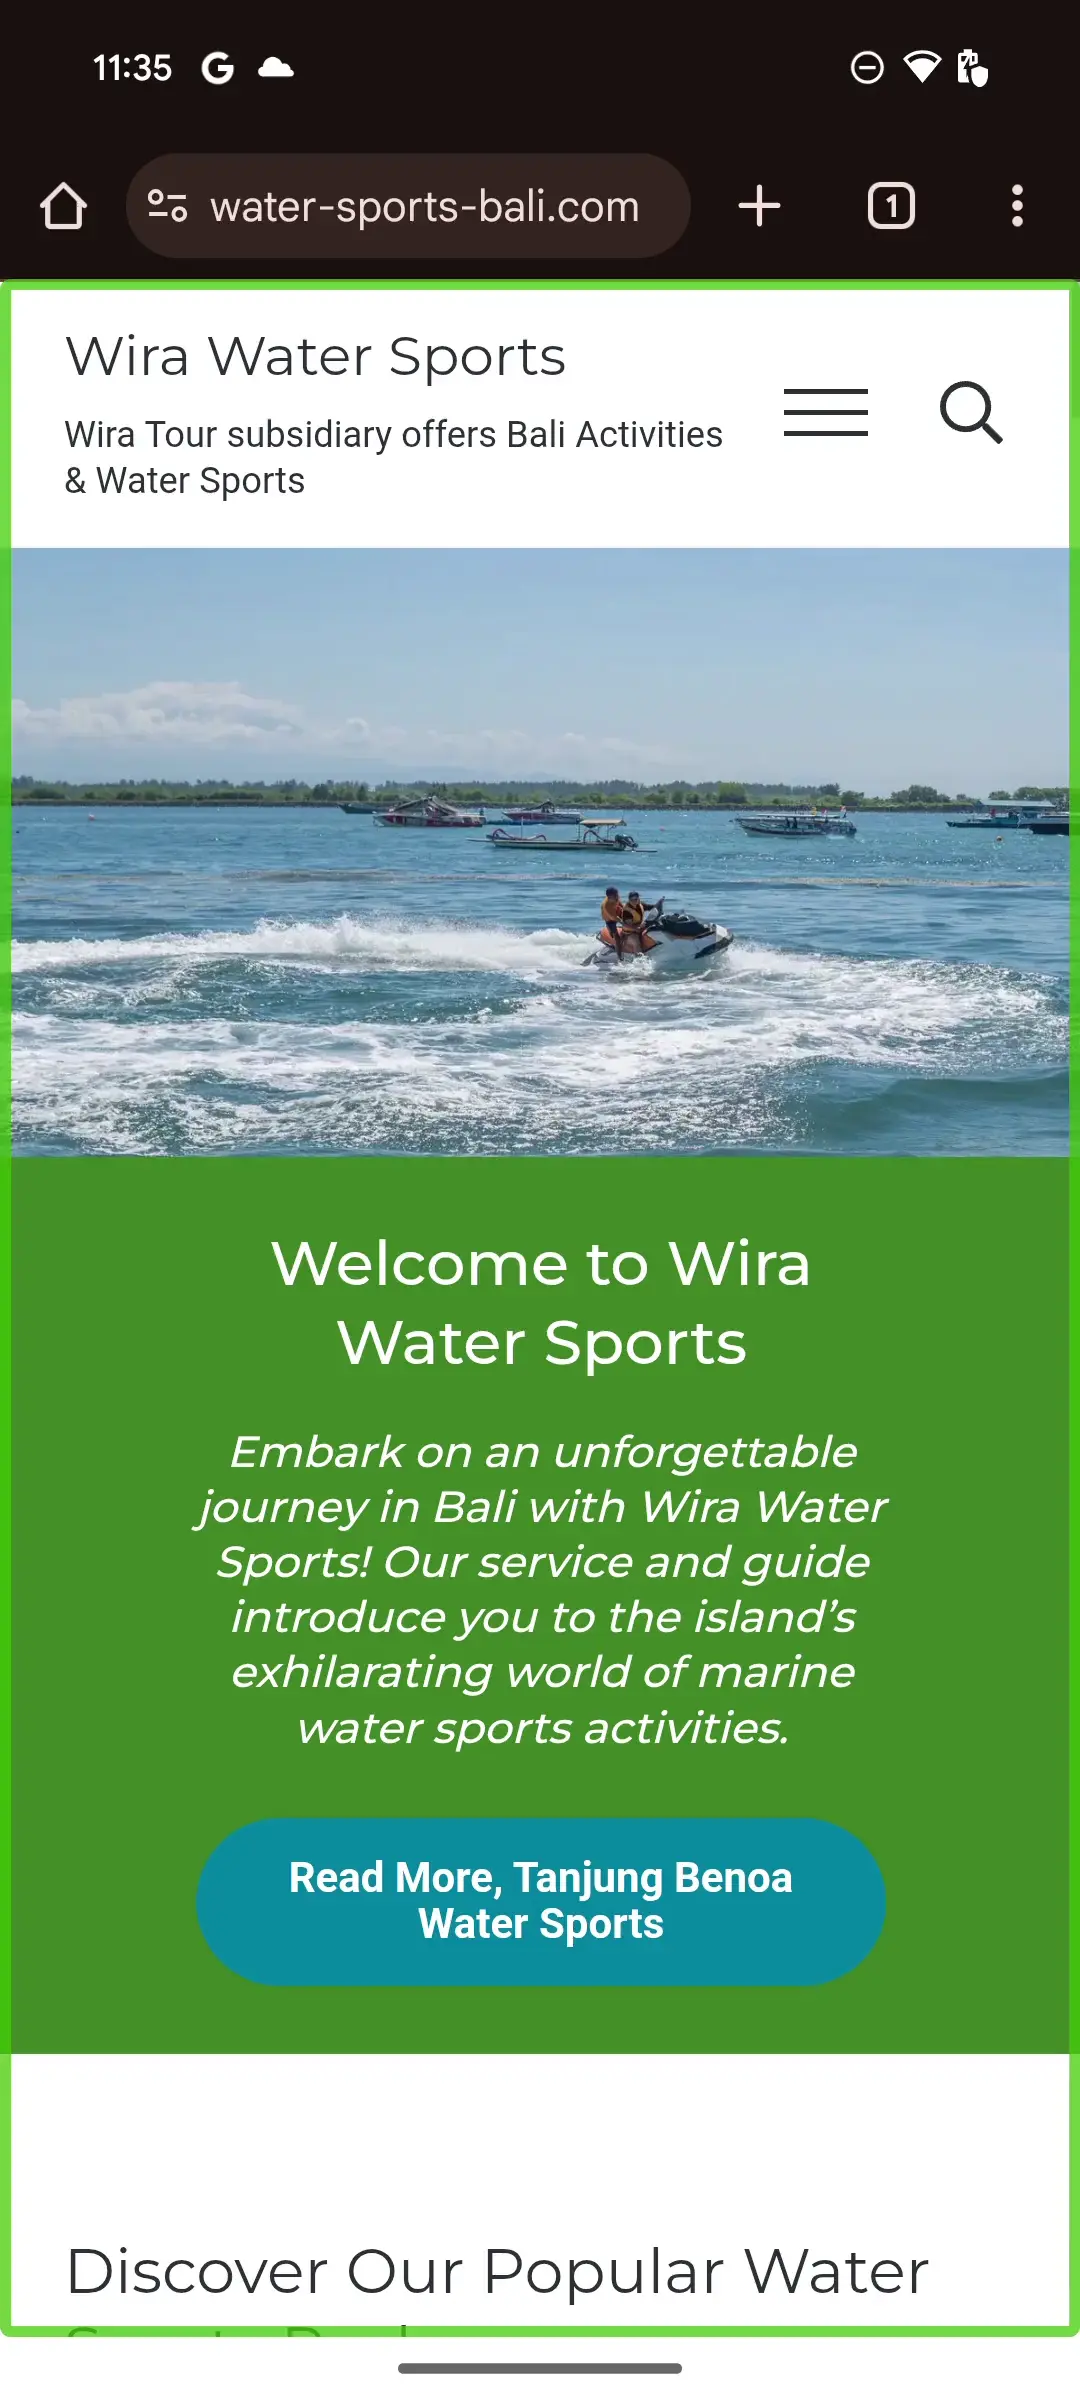 11:35
water-sports-bali.com
1
Wira Water Sports
Wira Tour subsidiary offers Bali Activities
& Water Sports
Welcome to Wira
Water Sports
Embark on an unforgettable
journey in Bali with Wira Water
Sports! Our service and guide
introduce you to the island’s
exhilarating world of marine
water sports activities.
Read More, Tanjung Benoa
Water Sports
Discover Our Popular Water